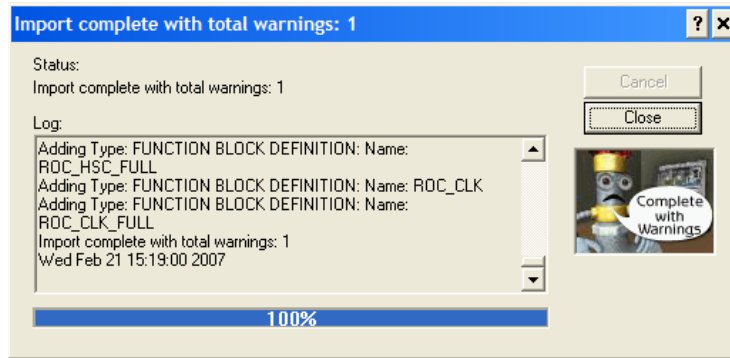 Import complete with total warnings: 1
Status:
Import complete with total warnings: 1
Cancel
Close
Log:
Adding Type: FUNCTION BLOCK DEFINITION: Name:
ROC_HSC_FULL
Adding Type: FUNCTION BLOCK DEFINITION: Name: ROC_CLK
Adding Type: FUNCTION BLOCK DEFINITION: Name:
ROC_CLK_FULL
Import complete with total warnings: 1
Wed Feb 21 15:19:00 2007
Complete
with
Warnings
100%